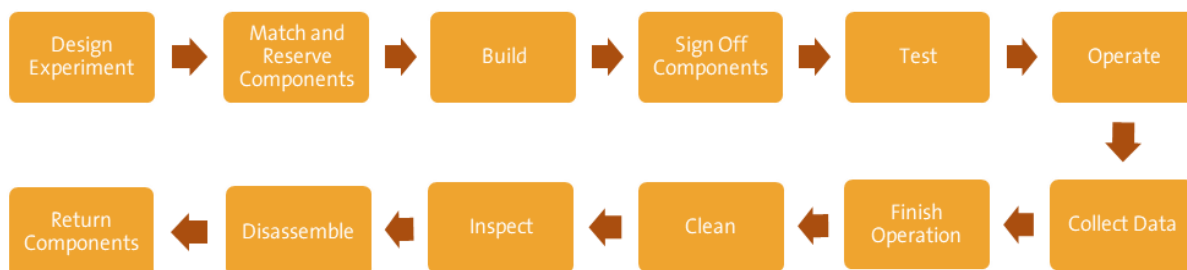 Design
Experiment
Match and
Reserve
Components
Build
Sign Off
Components
Test
Operate
Collect Data
Finish
Operation
Clean
Inspect
Disassemble
Return
Components